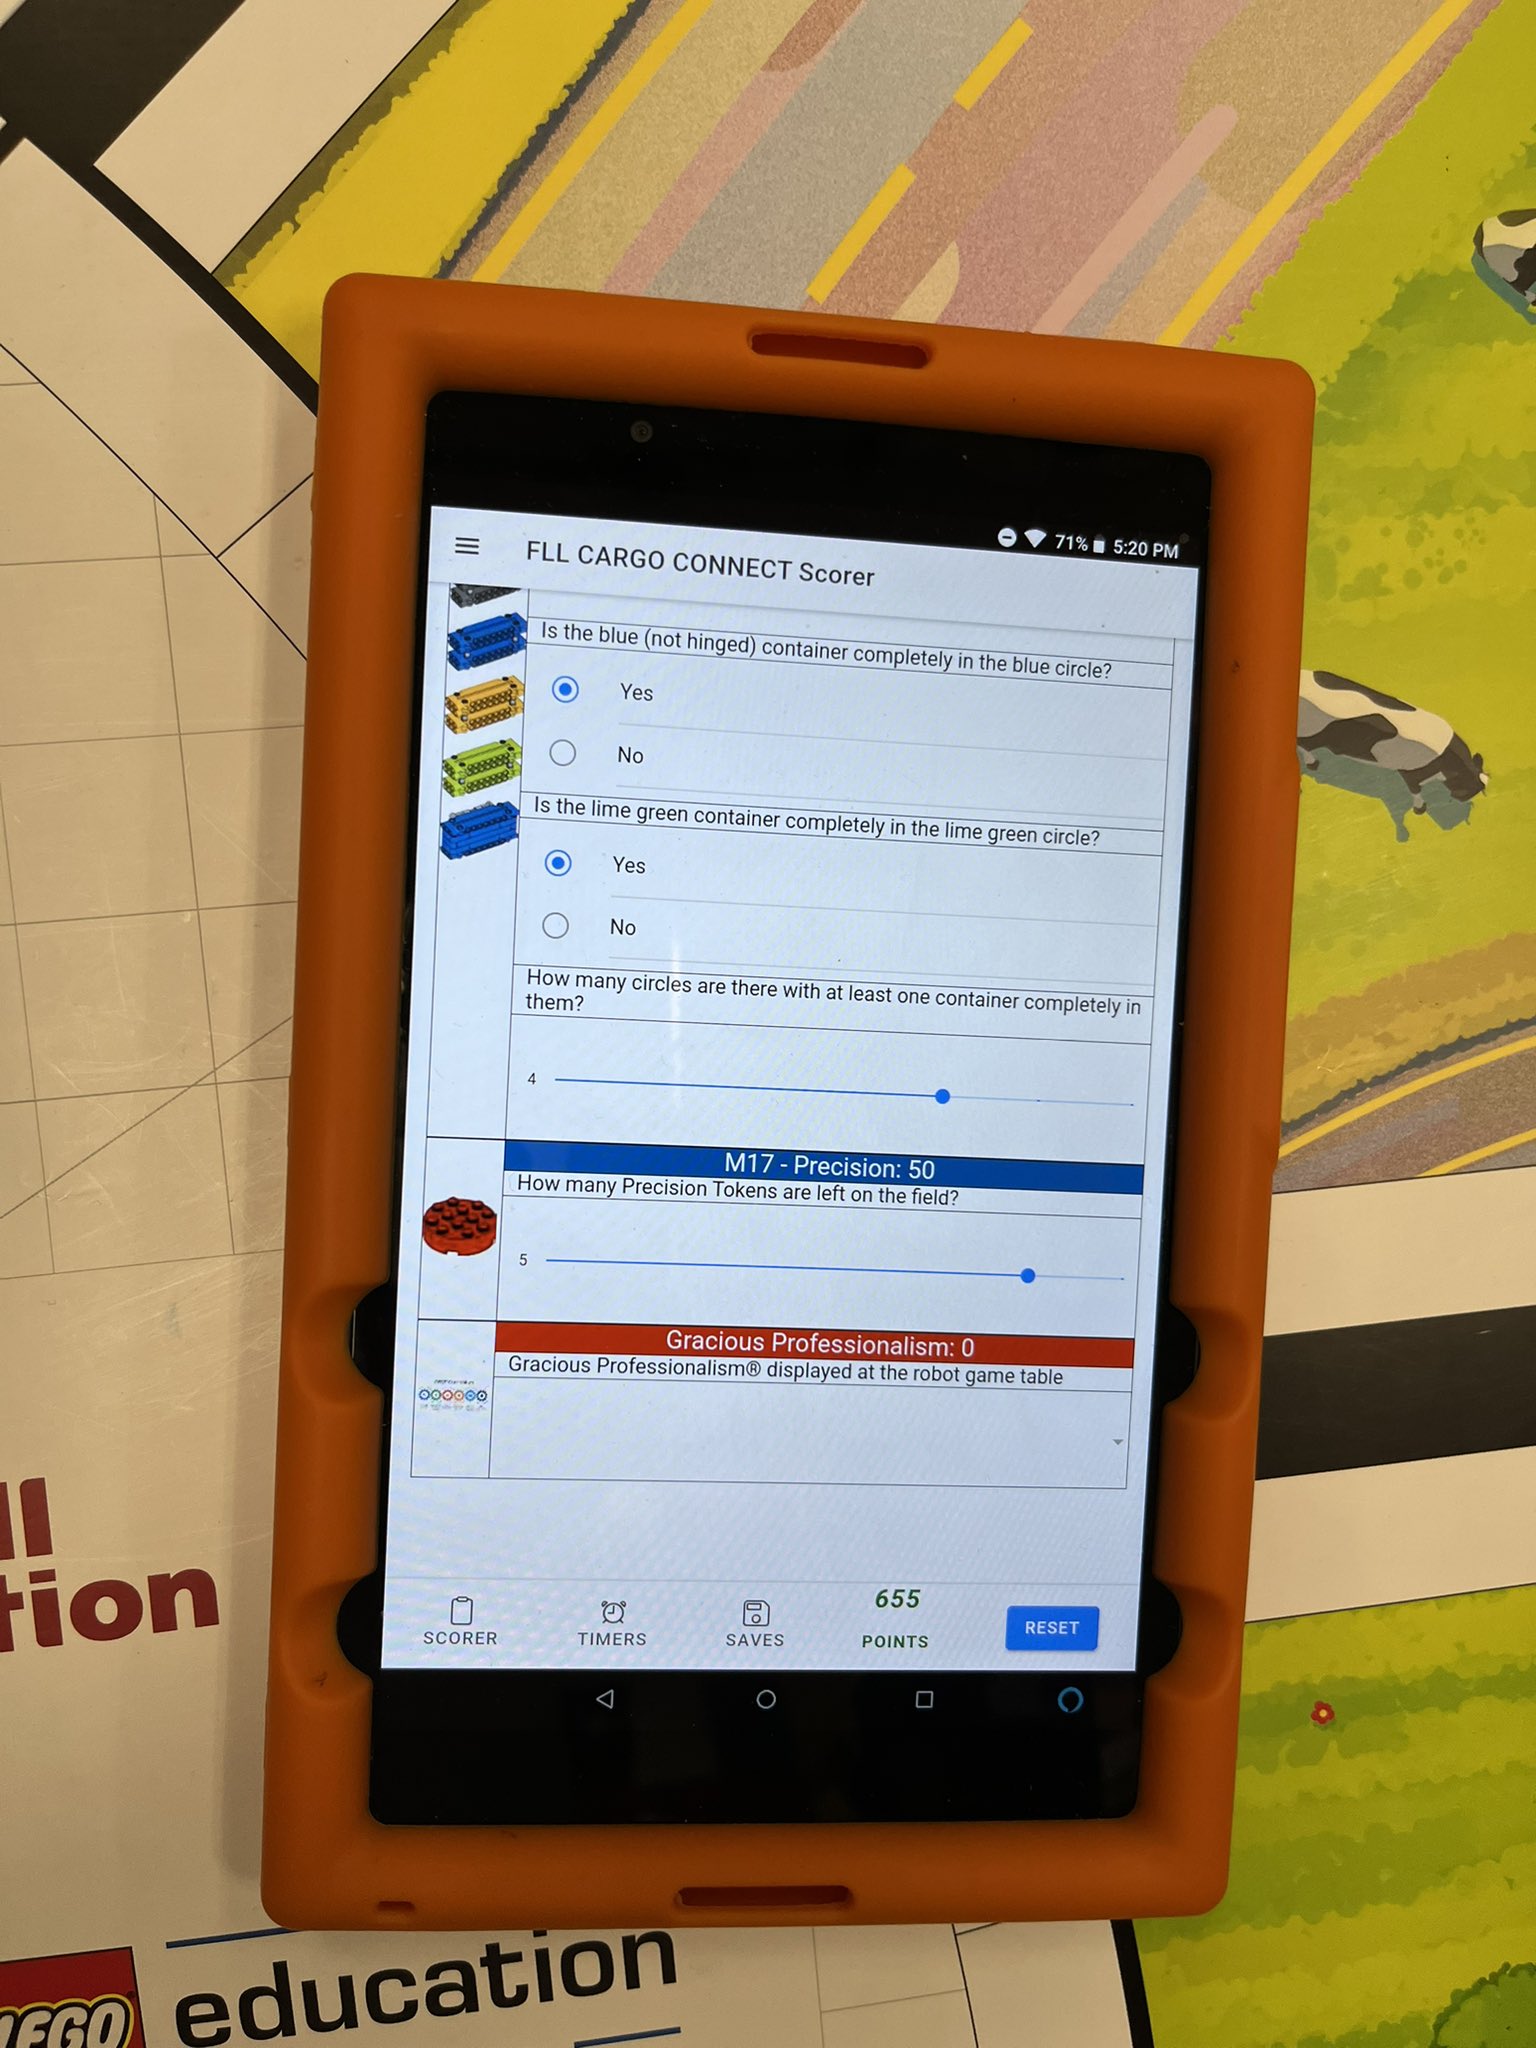 71% 5:20 PM
FLL CARGO CONNECT Scorer
Is the blue (not hinged) container completely in the blue circle?
Yes
No
Is the lime green container completely in the lime green circle?
Yes
No
How many circles are there with at least one container completely in
them?
4
M17 - Precision: 50
How many Precision Tokens are left on the field?
5
Gracious Professionalism: 0
Gracious Professionalism® displayed at the robot game table
SCORER
TIMERS
SAVES
655
POINTS
RESET
ll
tion
LEGO
education